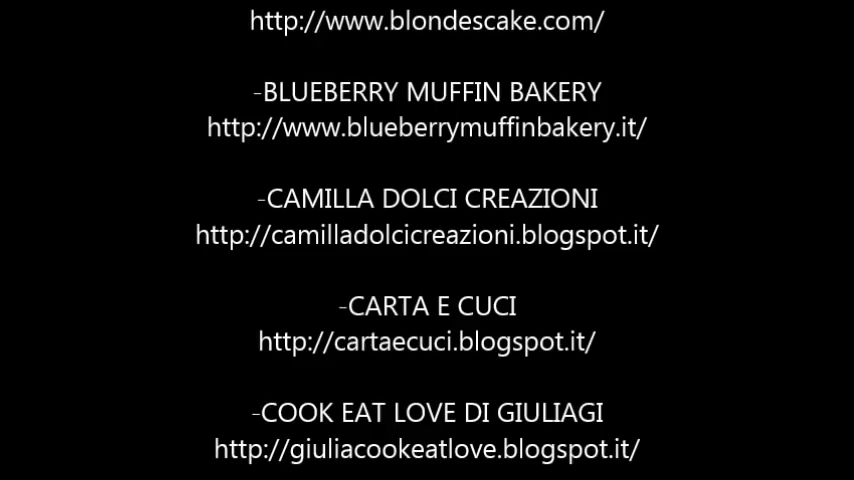 http://www.blondescake.com/
-BLUEBERRY MUFFIN BAKERY
http://www.blueberrymuffinbakery.it/
-CAMILLA DOLCI CREAZIONI
http://camilladolcicreazioni.blogspot.it/
-CARTA E CUCI
http://cartaecuci.blogspot.it/
-COOK EAT LOVE DI GIULIAGI
http://giuliacookeatlove.blogspot.it/